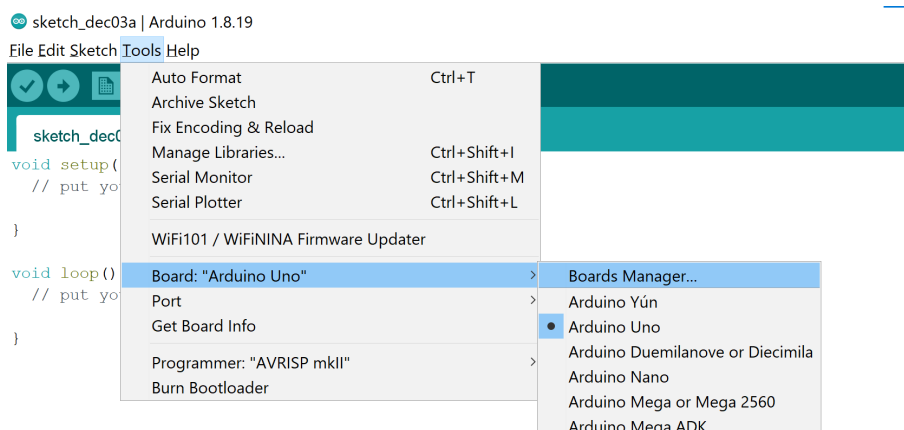 sketch_dec03a | Arduino 1.8.19
File Edit Sketch Tools Help
Auto Format Ctrl+T
Archive Sketch
Fix Encoding & Reload
Manage Libraries... Ctrl+Shift+I
Serial Monitor Ctrl+Shift+M
Serial Plotter Ctrl+Shift+L
WiFi101 / WiFiNINA Firmware Updater
Board: "Arduino Uno"
Port
Get Board Info
Programmer: "AVRISP mkII"
Burn Bootloader
Boards Manager...
Arduino Yún
Arduino Uno
Arduino Duemilanove or Diecimila
Arduino Nano
Arduino Mega or Mega 2560
Arduino Mega ADK
sketch_dec0
void setup(
// put yo
}
void loop()
// put yo
}